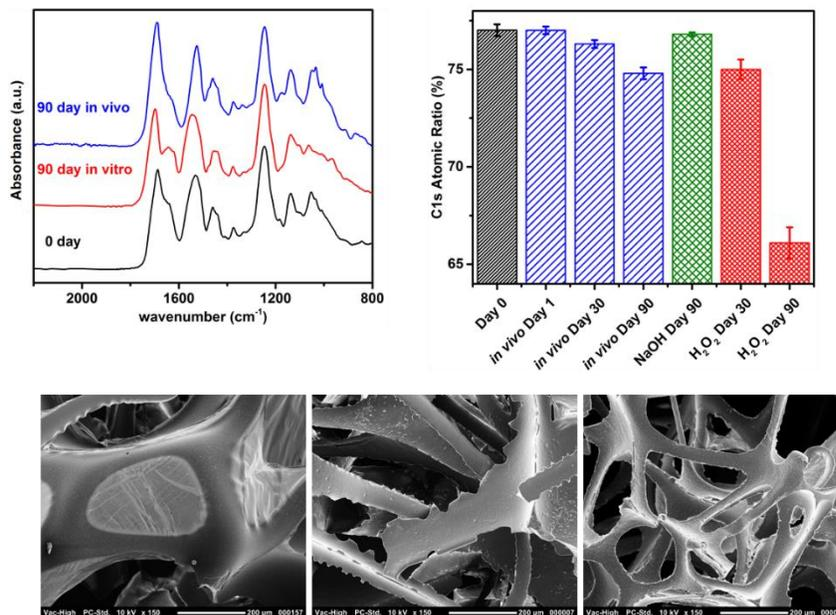 90 day in vivo
90 day in vitro
0 day
Absorbance (a.u.)
2000 1600 1200 800
wavenumber (cm⁻¹)
C1s Atomic Ratio (%)
75
70
65
Day 0
in vivo Day 1
in vivo Day 30
in vivo Day 90
NaOH Day 90
H₂O₂ Day 30
H₂O₂ Day 90
Vac-High PC-Std. 10 kV x 150 200 µm 000157
Vac-High PC-Std. 10 kV x 150 200 µm 000007
Vac-High PC-Std. 10 kV x 150 200 µm